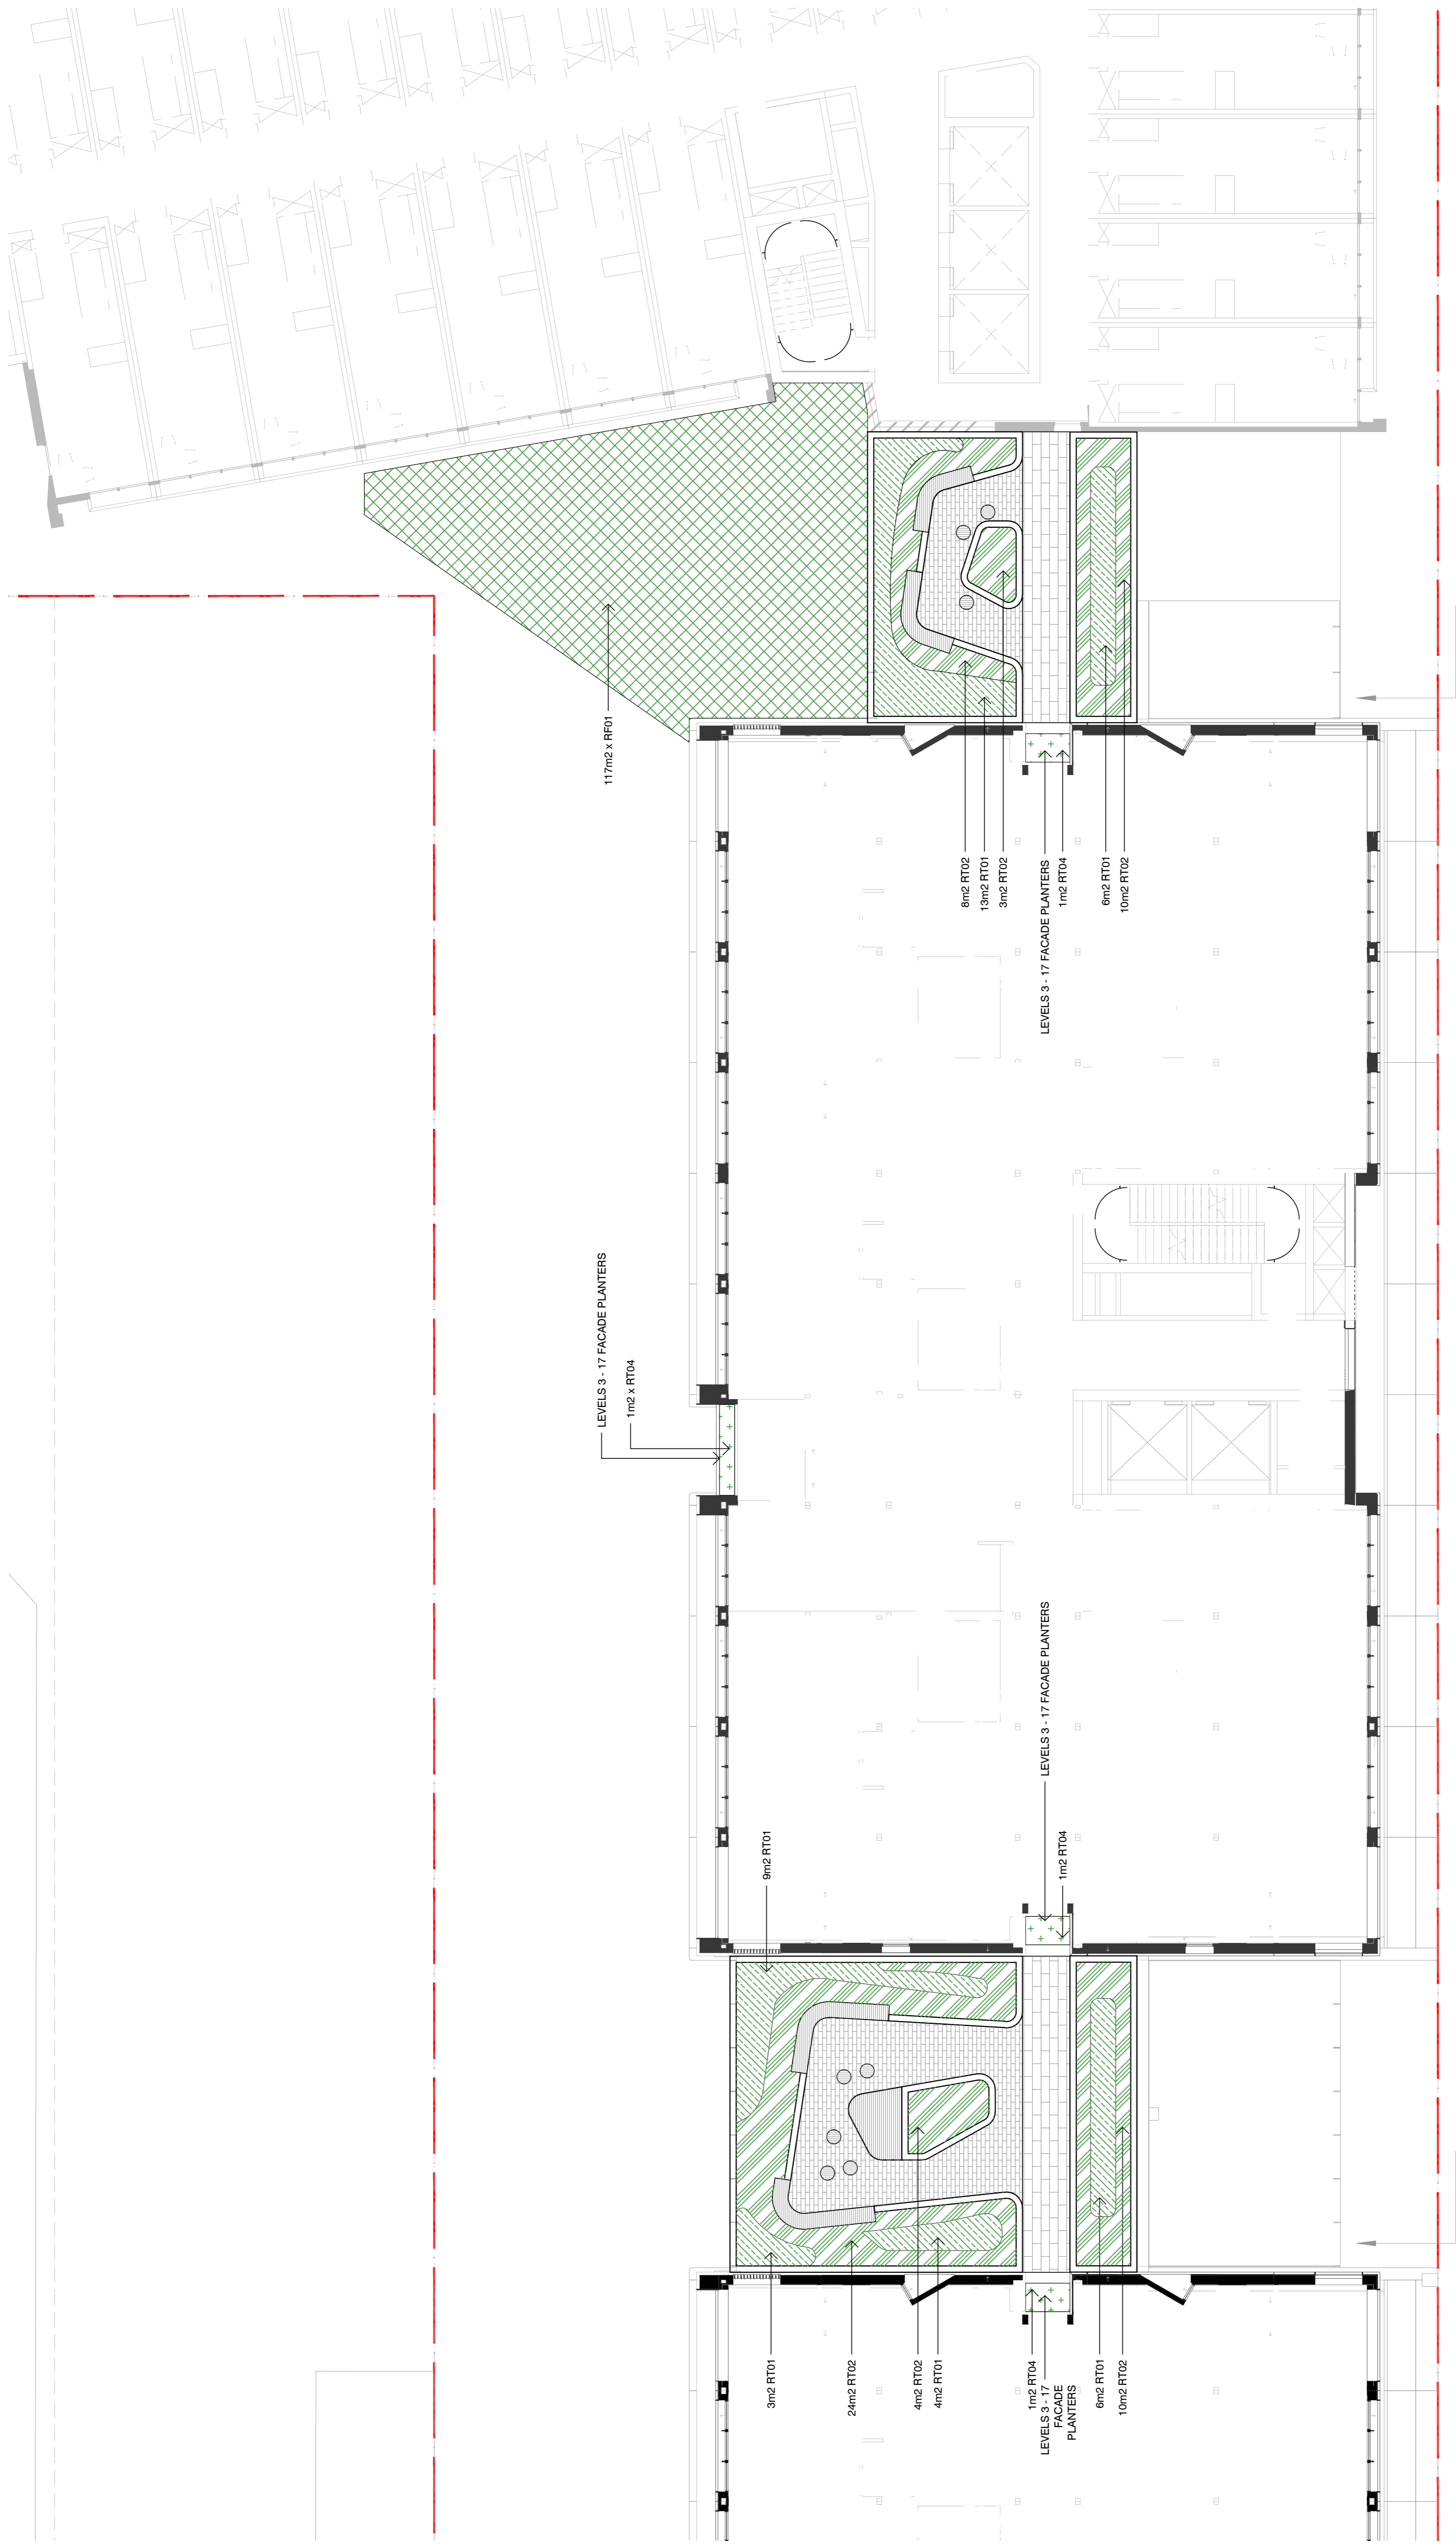 117m2 x RF01
8m2 RT02
13m2 RT01
3m2 RT02
LEVELS 3 - 17 FACADE PLANTERS
1m2 RT04
6m2 RT01
10m2 RT02
LEVELS 3 - 17 FACADE PLANTERS
1m2 x RT04
LEVELS 3 - 17 FACADE PLANTERS
1m2 RT04
9m2 RT01
3m2 RT01
24m2 RT02
4m2 RT02
4m2 RT01
1m2 RT04
LEVELS 3 - 17
FACADE
PLANTERS
6m2 RT01
10m2 RT02